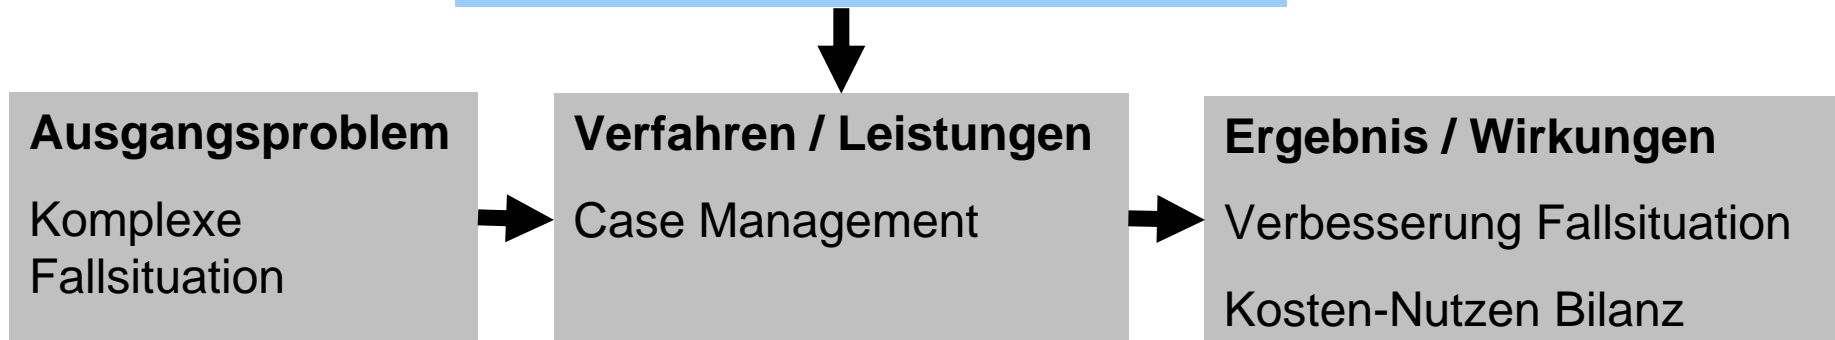 Ausgangsproblem
Komplexe
Fallsituation
Verfahren / Leistungen
Case Management
Ergebnis / Wirkungen
Verbesserung Fallsituation
Kosten-Nutzen Bilanz